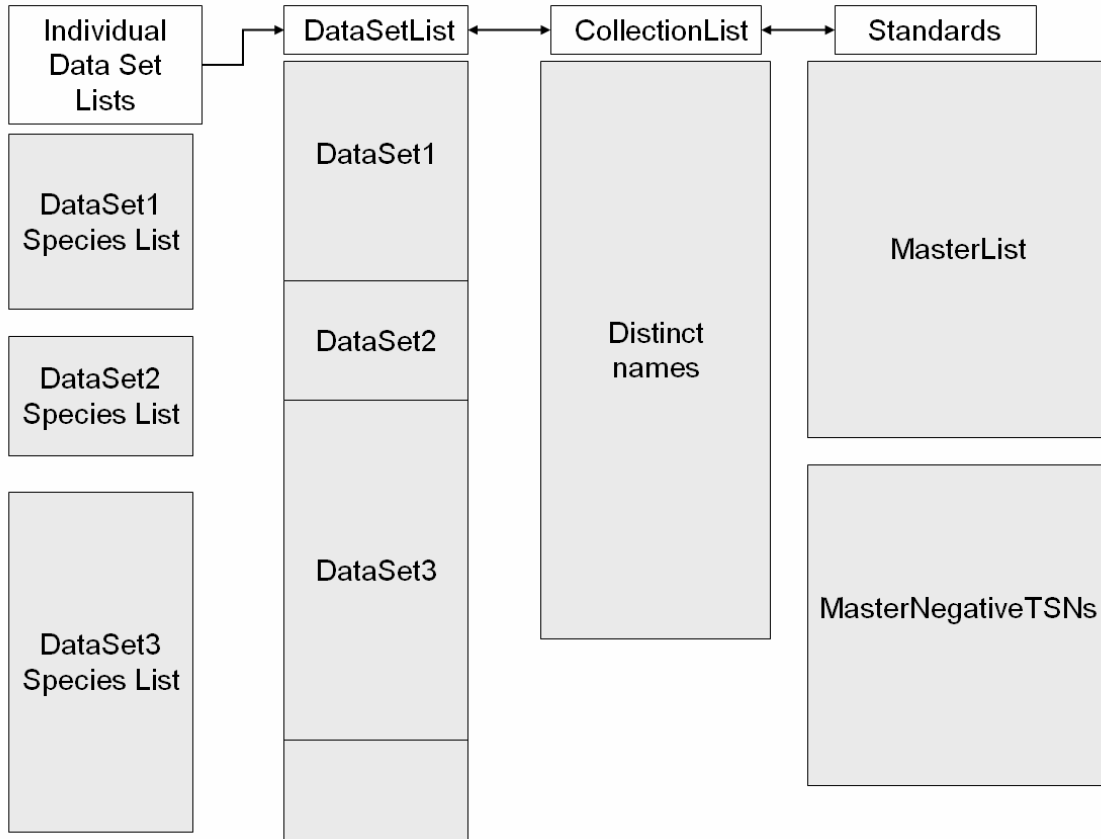 Individual
Data Set
Lists
DataSetList
CollectionList
Standards
DataSet1
Species List
DataSet2
Species List
DataSet3
Species List
DataSet1
DataSet2
DataSet3
Distinct
names
MasterList
MasterNegativeTSNs